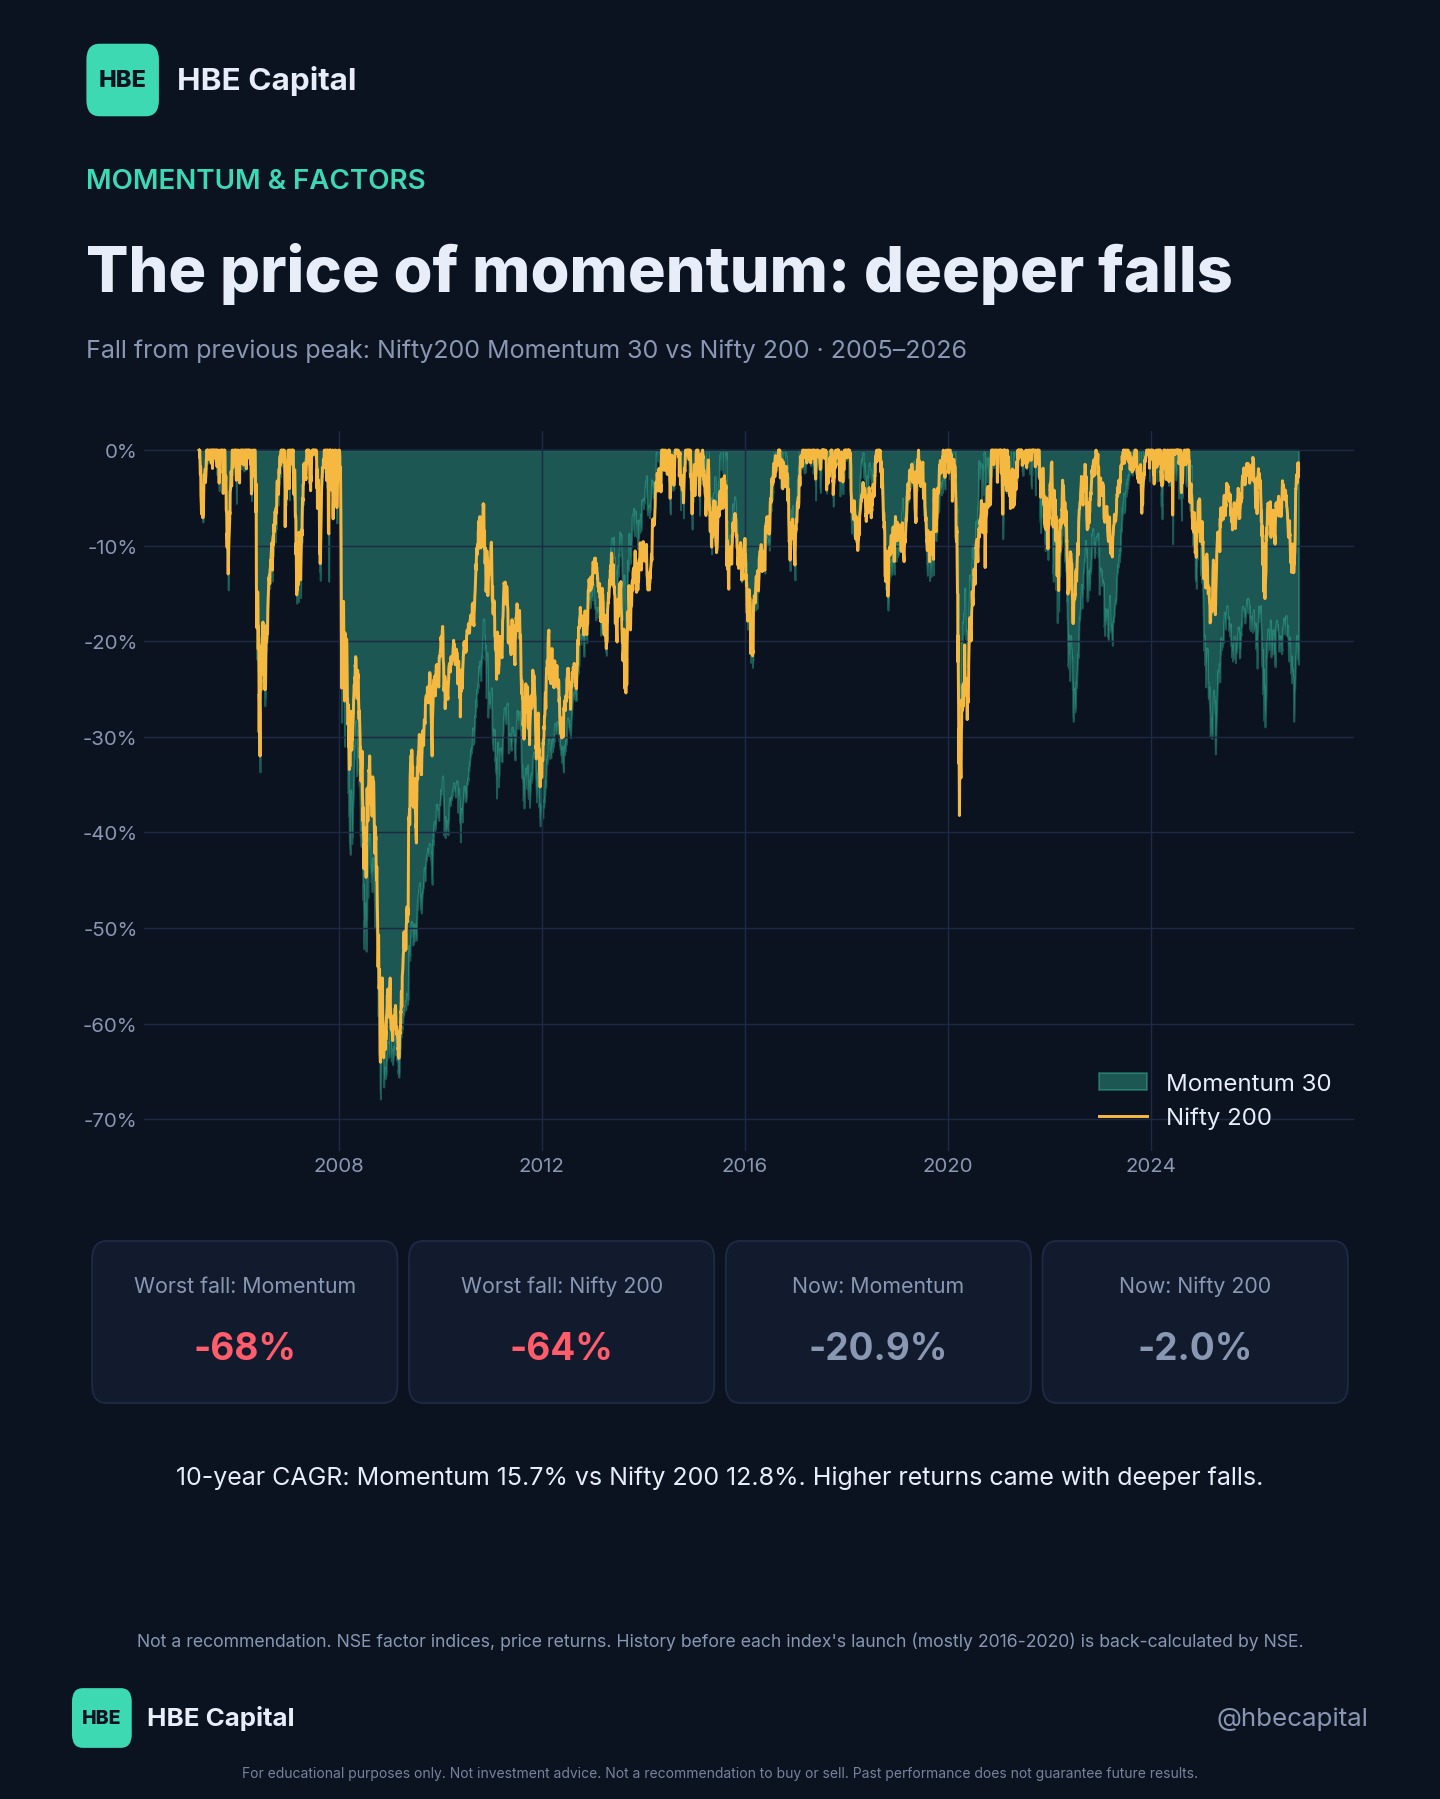 HBE
HBE Capital
MOMENTUM & FACTORS
The price of momentum: deeper falls
Fall from previous peak: Nifty200 Momentum 30 vs Nifty 200 · 2005–2026
0%
-10%
-20%
-30%
-40%
-50%
-60%
-70%
Momentum 30
Nifty 200
2008
2012
2016
2020
2024
Worst fall: Momentum
-68%
Worst fall: Nifty 200
-64%
Now: Momentum
-20.9%
Now: Nifty 200
-2.0%
10-year CAGR: Momentum 15.7% vs Nifty 200 12.8%. Higher returns came with deeper falls.
Not a recommendation. NSE factor indices, price returns. History before each index's launch (mostly 2016-2020) is back-calculated by NSE.
HBE
HBE Capital
@hbecapital
For educational purposes only. Not investment advice. Not a recommendation to buy or sell. Past performance does not guarantee future results.